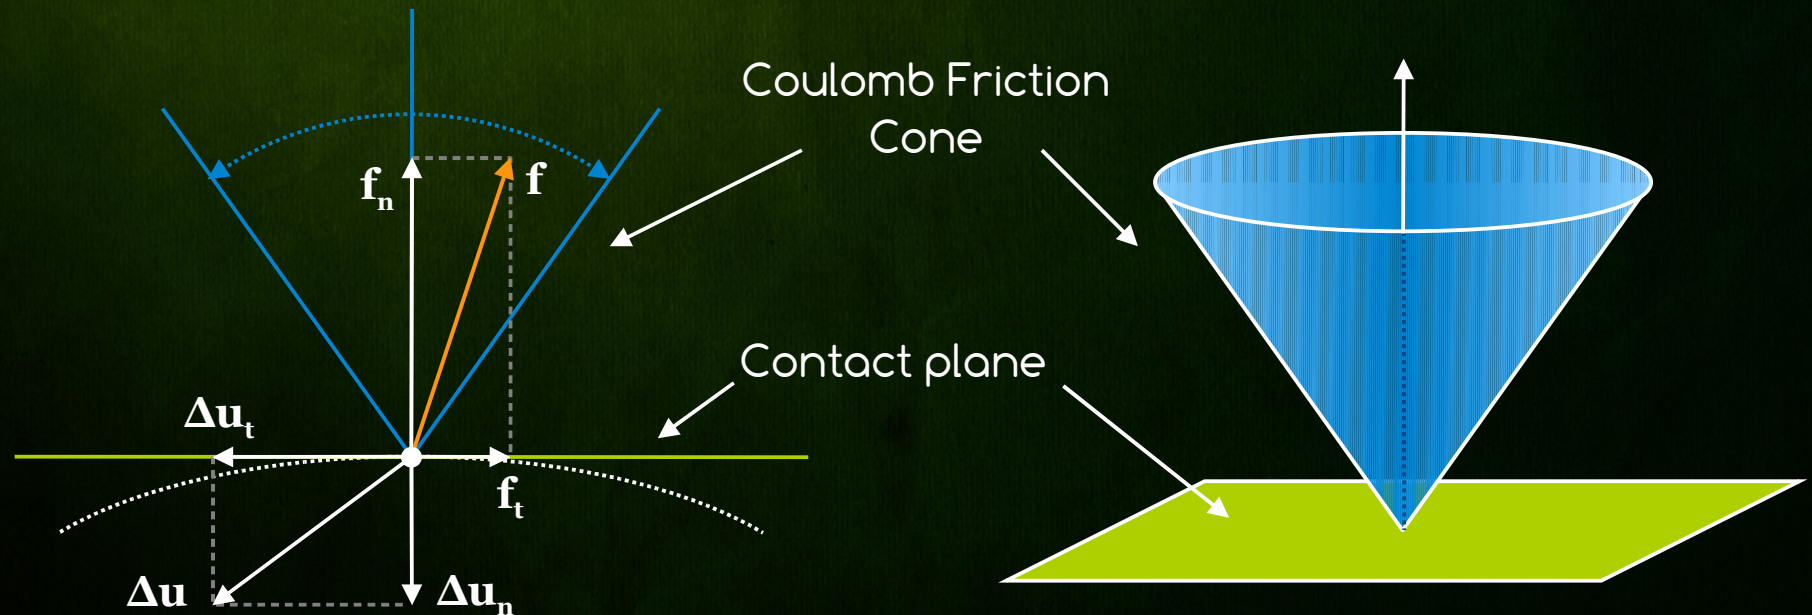 Coulomb Friction
Cone
fₙ
f
Contact plane
Δuₜ
fₜ
Δu
Δuₙ